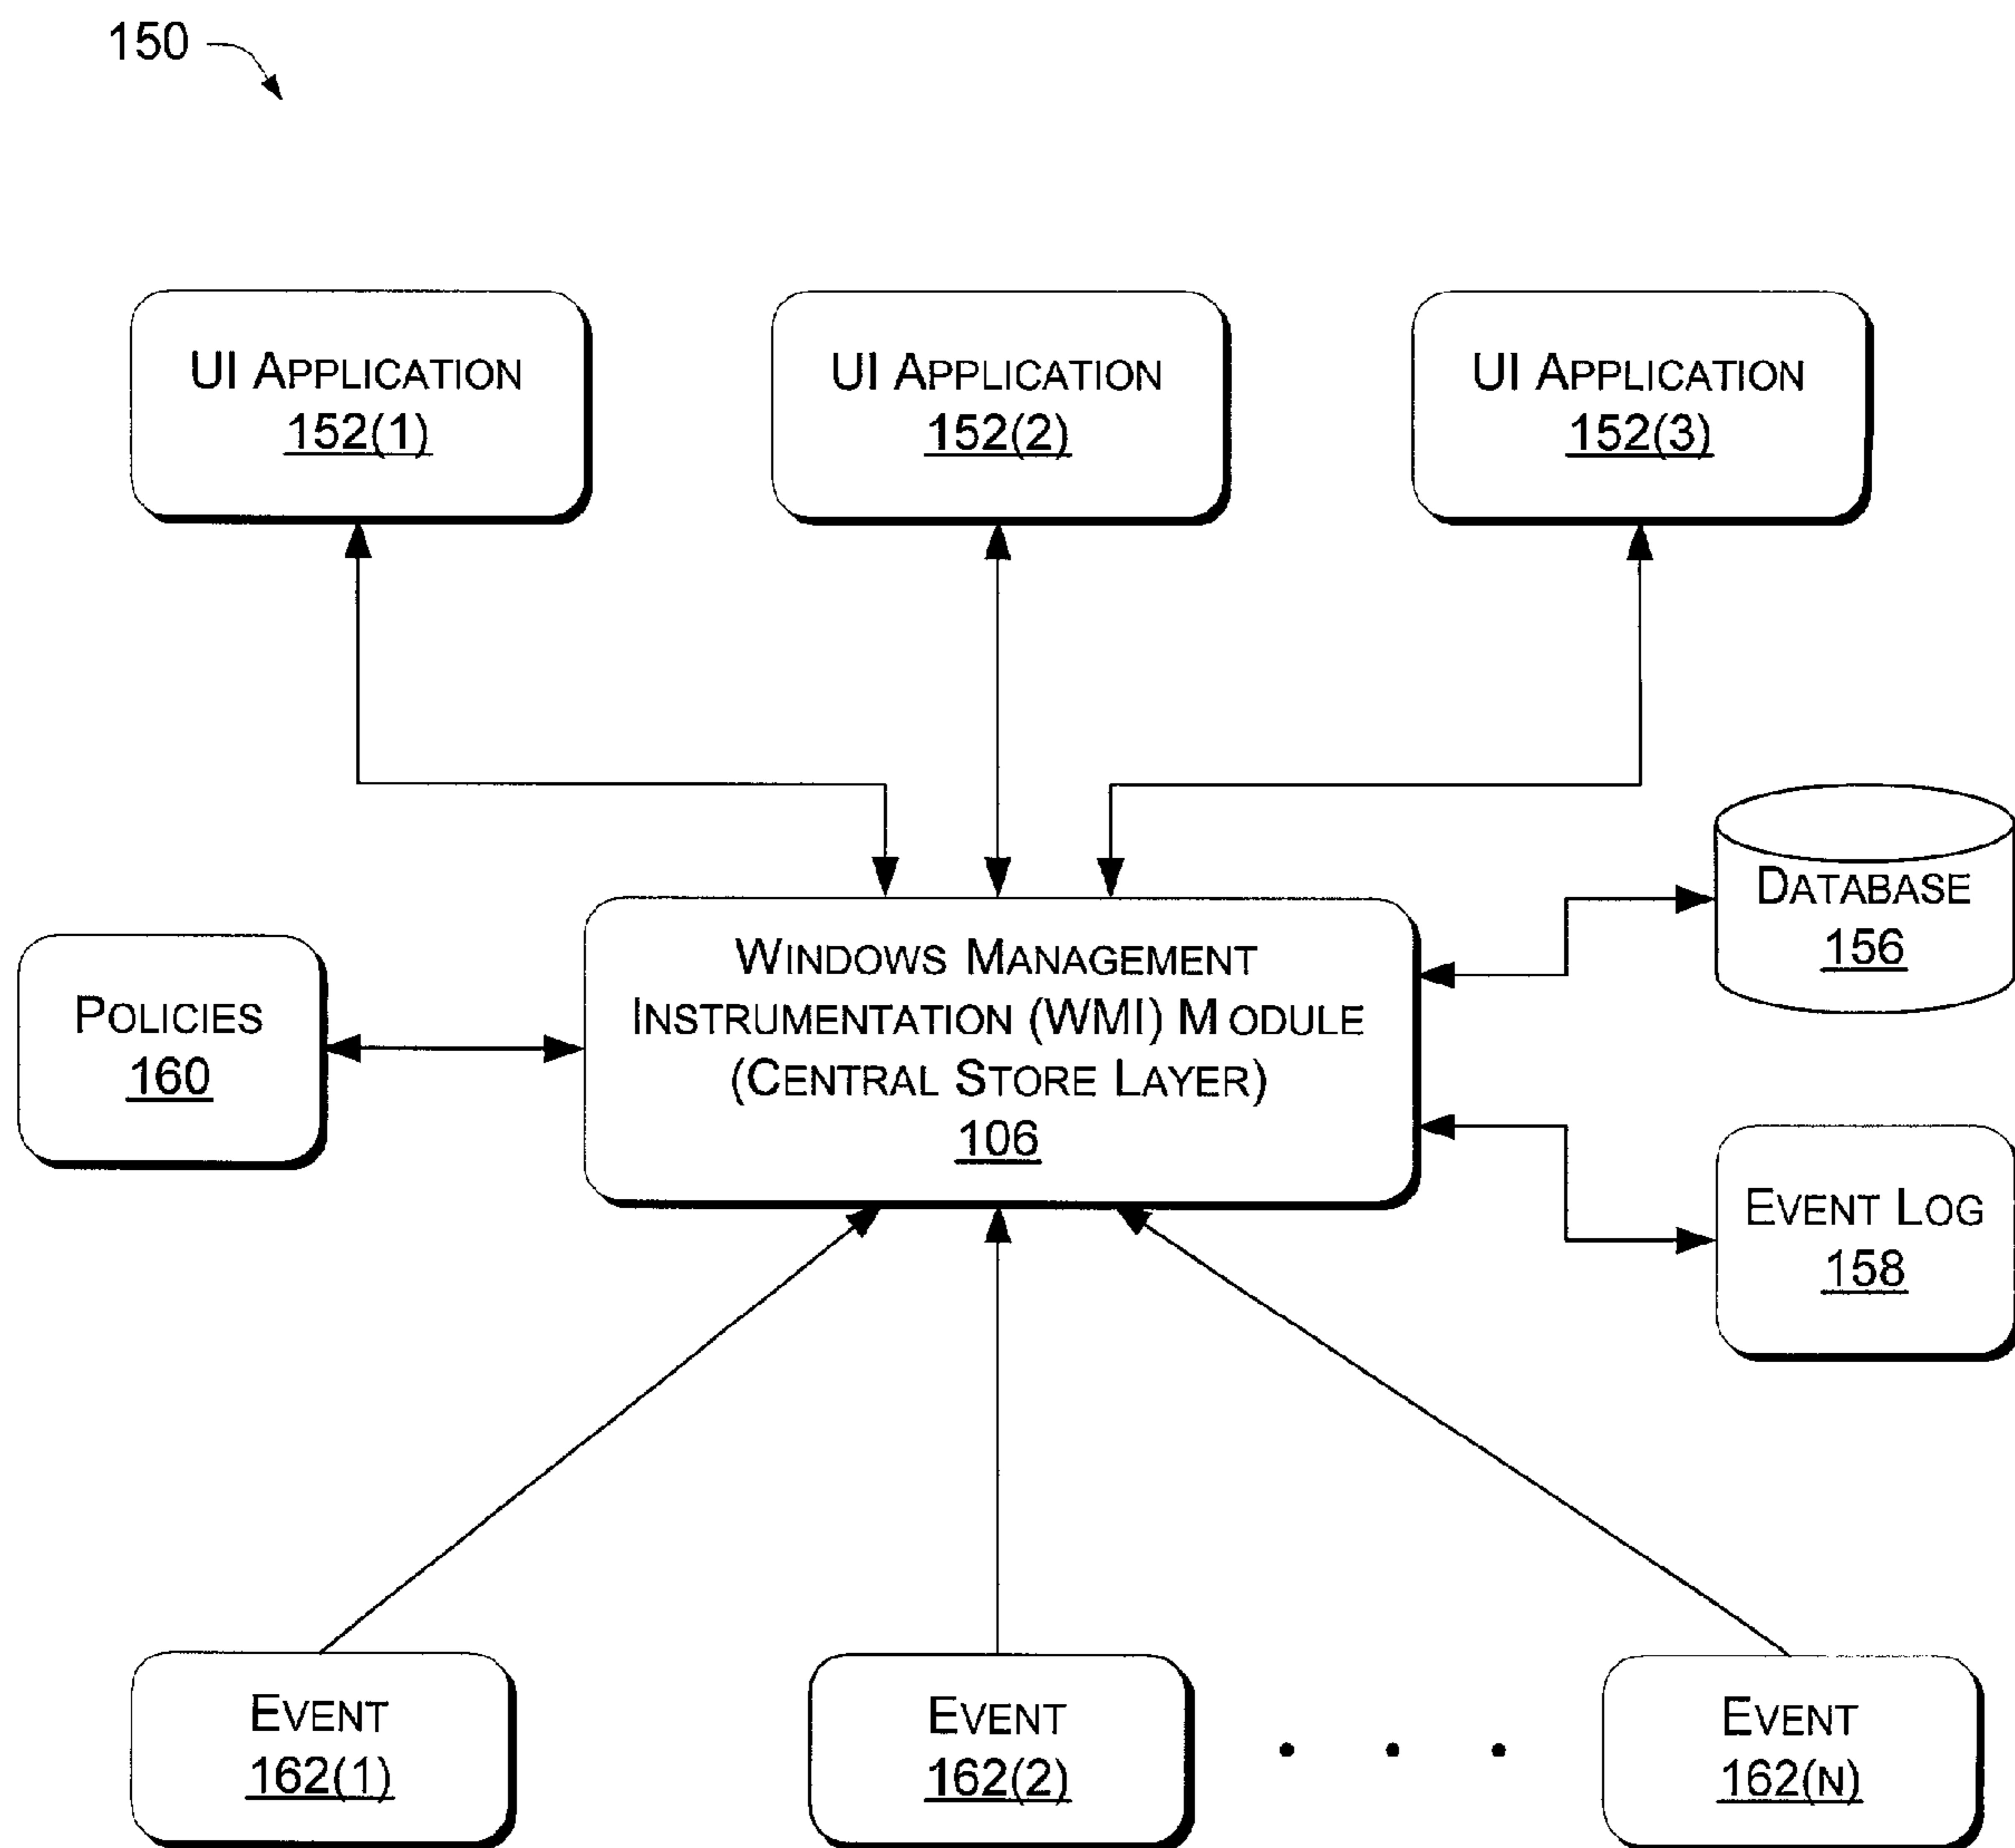 150
UI APPLICATION
152(1)
UI APPLICATION
152(2)
UI APPLICATION
152(3)
DATABASE
156
POLICIES
160
WINDOWS MANAGEMENT
INSTRUMENTATION (WMI) MODULE
(CENTRAL STORE LAYER)
106
EVENT LOG
158
EVENT
162(1)
EVENT
162(2)
. . .
EVENT
162(N)